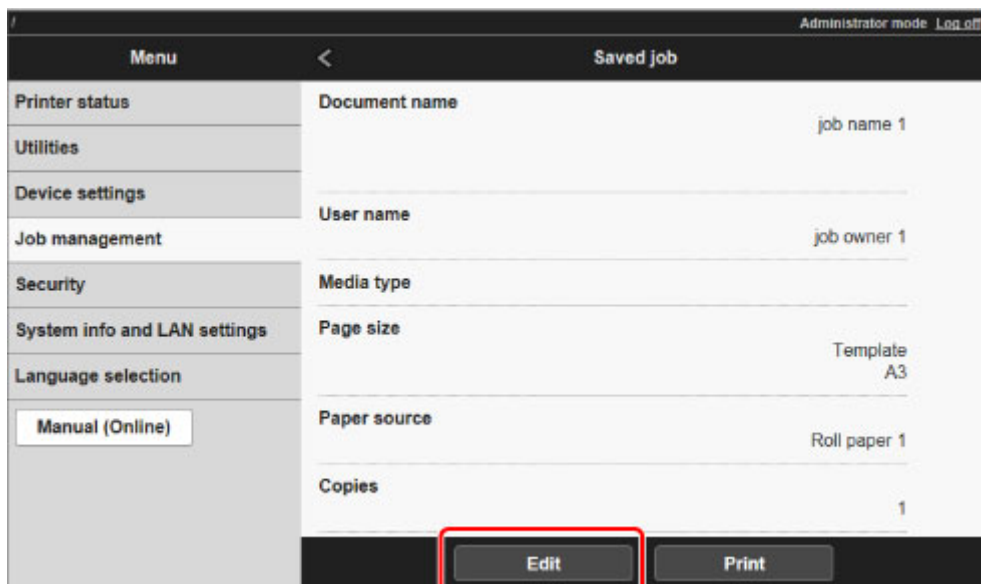 /
Administrator mode Log off
Menu
<
Saved job
Printer status
Utilities
Device settings
Job management
Security
System info and LAN settings
Language selection
Manual (Online)
Document name
job name 1
User name
job owner 1
Media type
Page size
Template
A3
Paper source
Roll paper 1
Copies
1
Edit
Print